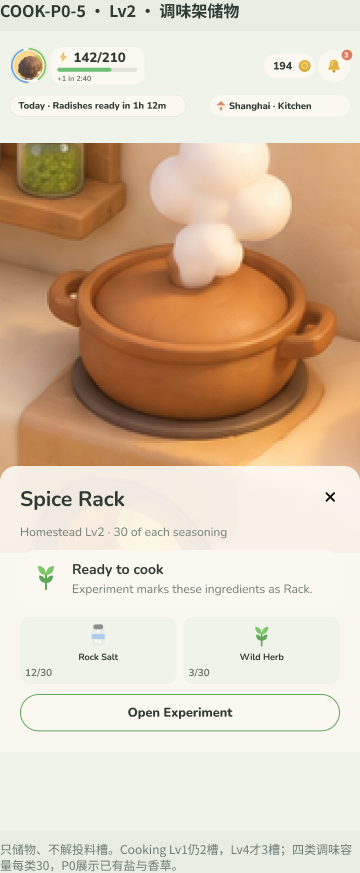 COOK-P0-5 • Lv2 • 调味架储物
142/210
+1 in 2:40
194
3
Today · Radishes ready in 1h 12m
Shanghai · Kitchen
Spice Rack
Homestead Lv2 · 30 of each seasoning
Ready to cook
Experiment marks these ingredients as Rack.
Rock Salt
Wild Herb
12/30
3/30
Open Experiment
只储物、不解投料槽。Cooking Lv1仍2槽，Lv4才3槽；四类调味容
量每类30，P0展示已有盐与香草。